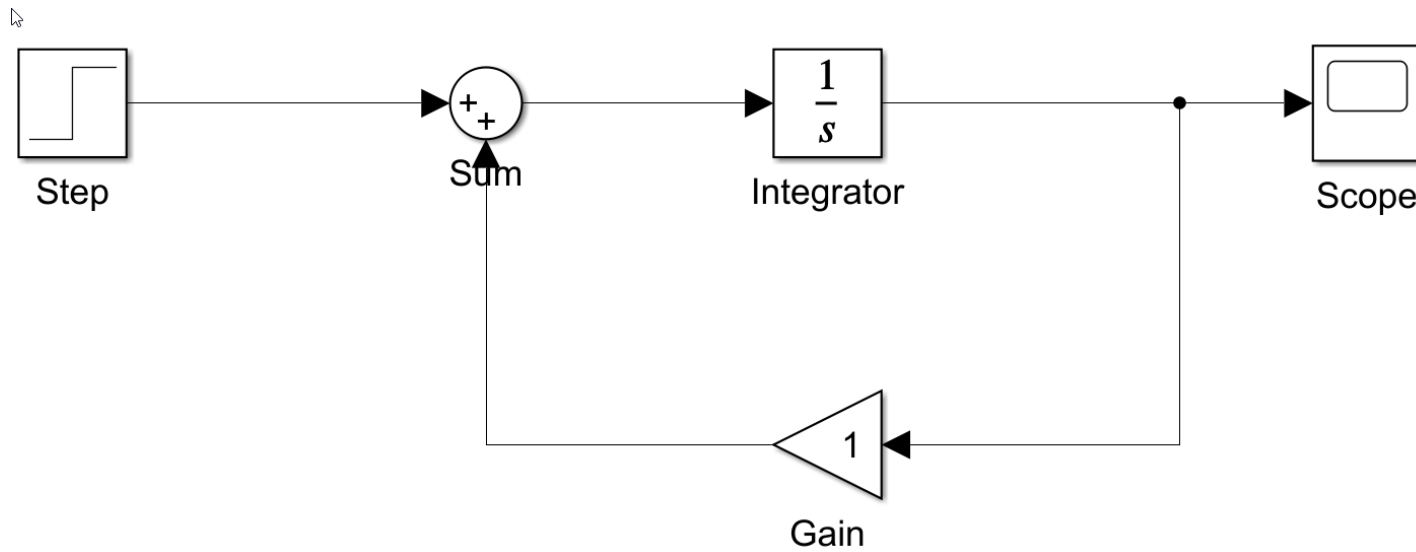 +
+
1
s
Step
Sum
Integrator
Scope
1
Gain